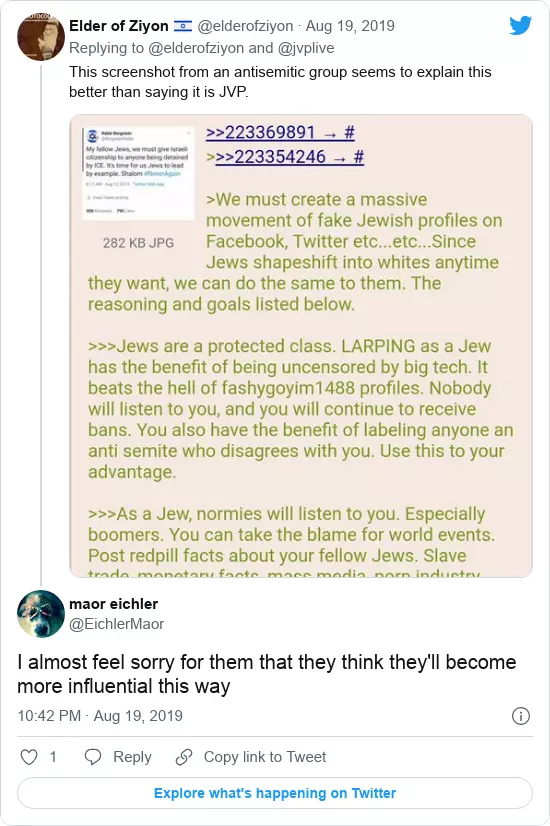 Elder of Ziyon 🇮🇱 @elderofziyon · Aug 19, 2019
Replying to @elderofziyon and @jvplive
This screenshot from an antisemitic group seems to explain this
better than saying it is JVP.
My fellow Jews, we must give Israeli
citizenship to anyone being detained
by ICE. It's time for us Jews to lead
by example. Shalom #NeverAgain
282 KB JPG
>>223369891 → #
>>>223354246 → #
>We must create a massive
movement of fake Jewish profiles on
Facebook, Twitter etc...etc...Since
Jews shapeshift into whites anytime
they want, we can do the same to them. The
reasoning and goals listed below.
>>>Jews are a protected class. LARPING as a Jew
has the benefit of being uncensored by big tech. It
beats the hell of fashygoyim1488 profiles. Nobody
will listen to you, and you will continue to receive
bans. You also have the benefit of labeling anyone an
anti semite who disagrees with you. Use this to your
advantage.
>>>As a Jew, normies will listen to you. Especially
boomers. You can take the blame for world events.
Post redpill facts about your fellow Jews. Slave
trade, monetary facts, mass media, porn industry
maor eichler
@EichlerMaor
I almost feel sorry for them that they think they'll become
more influential this way
10:42 PM · Aug 19, 2019
1 Reply Copy link to Tweet
Explore what's happening on Twitter